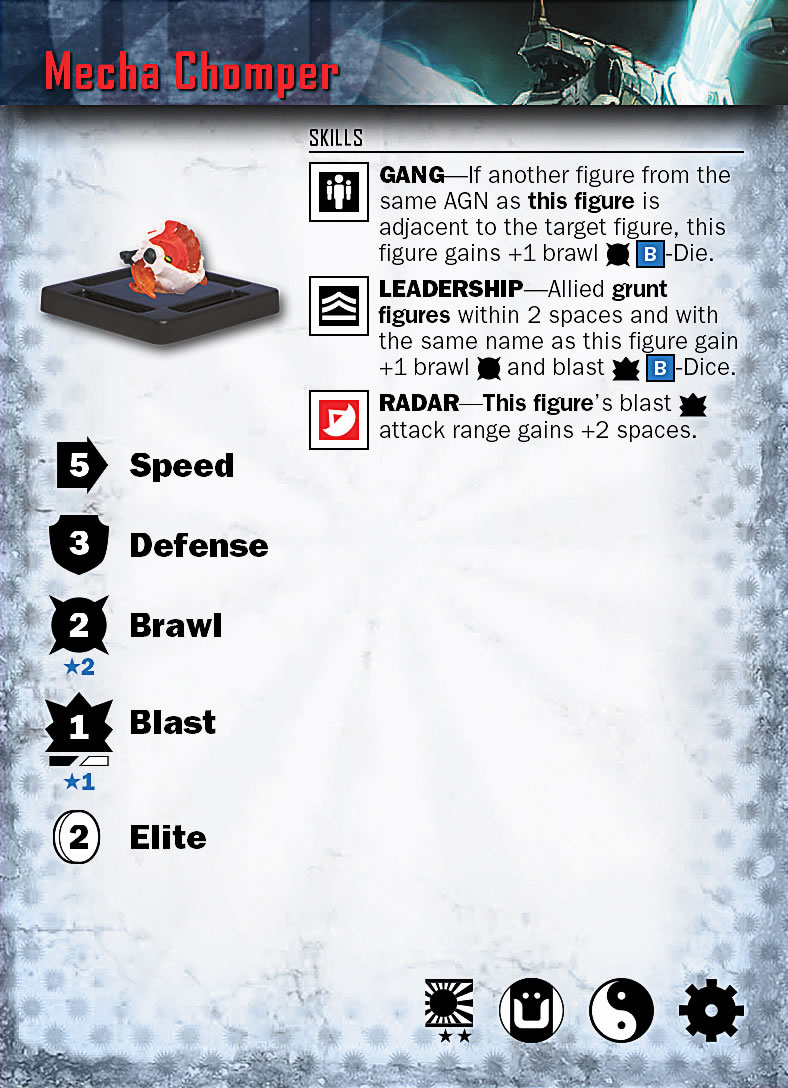 Mecha Chomper
SKILLS
GANG—If another figure from the
same AGN as this figure is
adjacent to the target figure, this
figure gains +1 brawl B-Die.
LEADERSHIP—Allied grunt
figures within 2 spaces and with
the same name as this figure gain
+1 brawl and blast B-Dice.
RADAR—This figure's blast
attack range gains +2 spaces.
5 Speed
3 Defense
2 Brawl
★2
1 Blast
★1
2 Elite